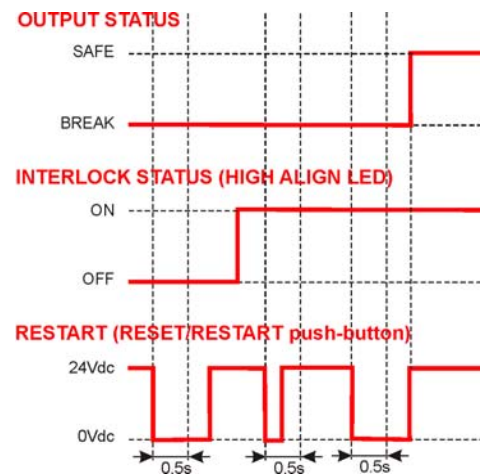 OUTPUT STATUS
SAFE
BREAK
INTERLOCK STATUS (HIGH ALIGN LED)
ON
OFF
RESTART (RESET/RESTART push-button)
24Vdc
0Vdc
0.5s 0.5s 0.5s